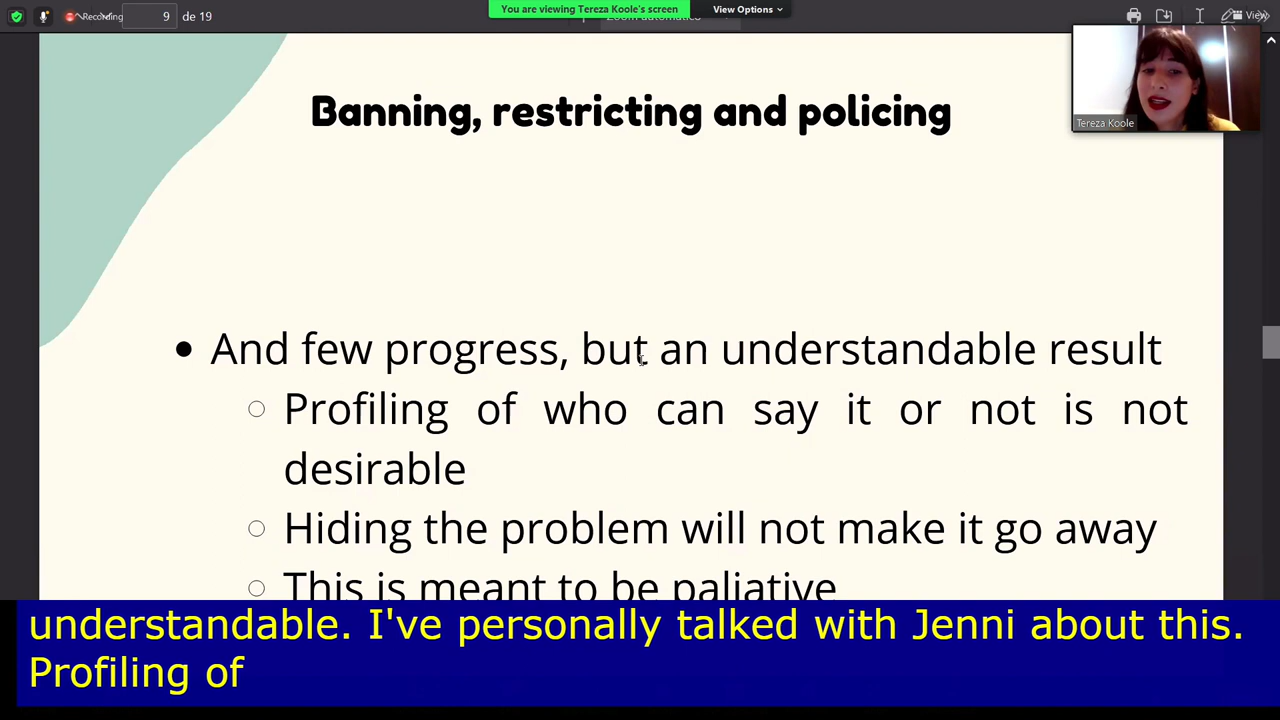 Recording
9 de 19
You are viewing Tereza Koole's screen
View Options
Zoom automático
View
Tereza Koole
Banning, restricting and policing
And few progress, but an understandable result
Profiling of who can say it or not is not
desirable
Hiding the problem will not make it go away
This is meant to be paliative
understandable. I've personally talked with Jenni about this.
Profiling of